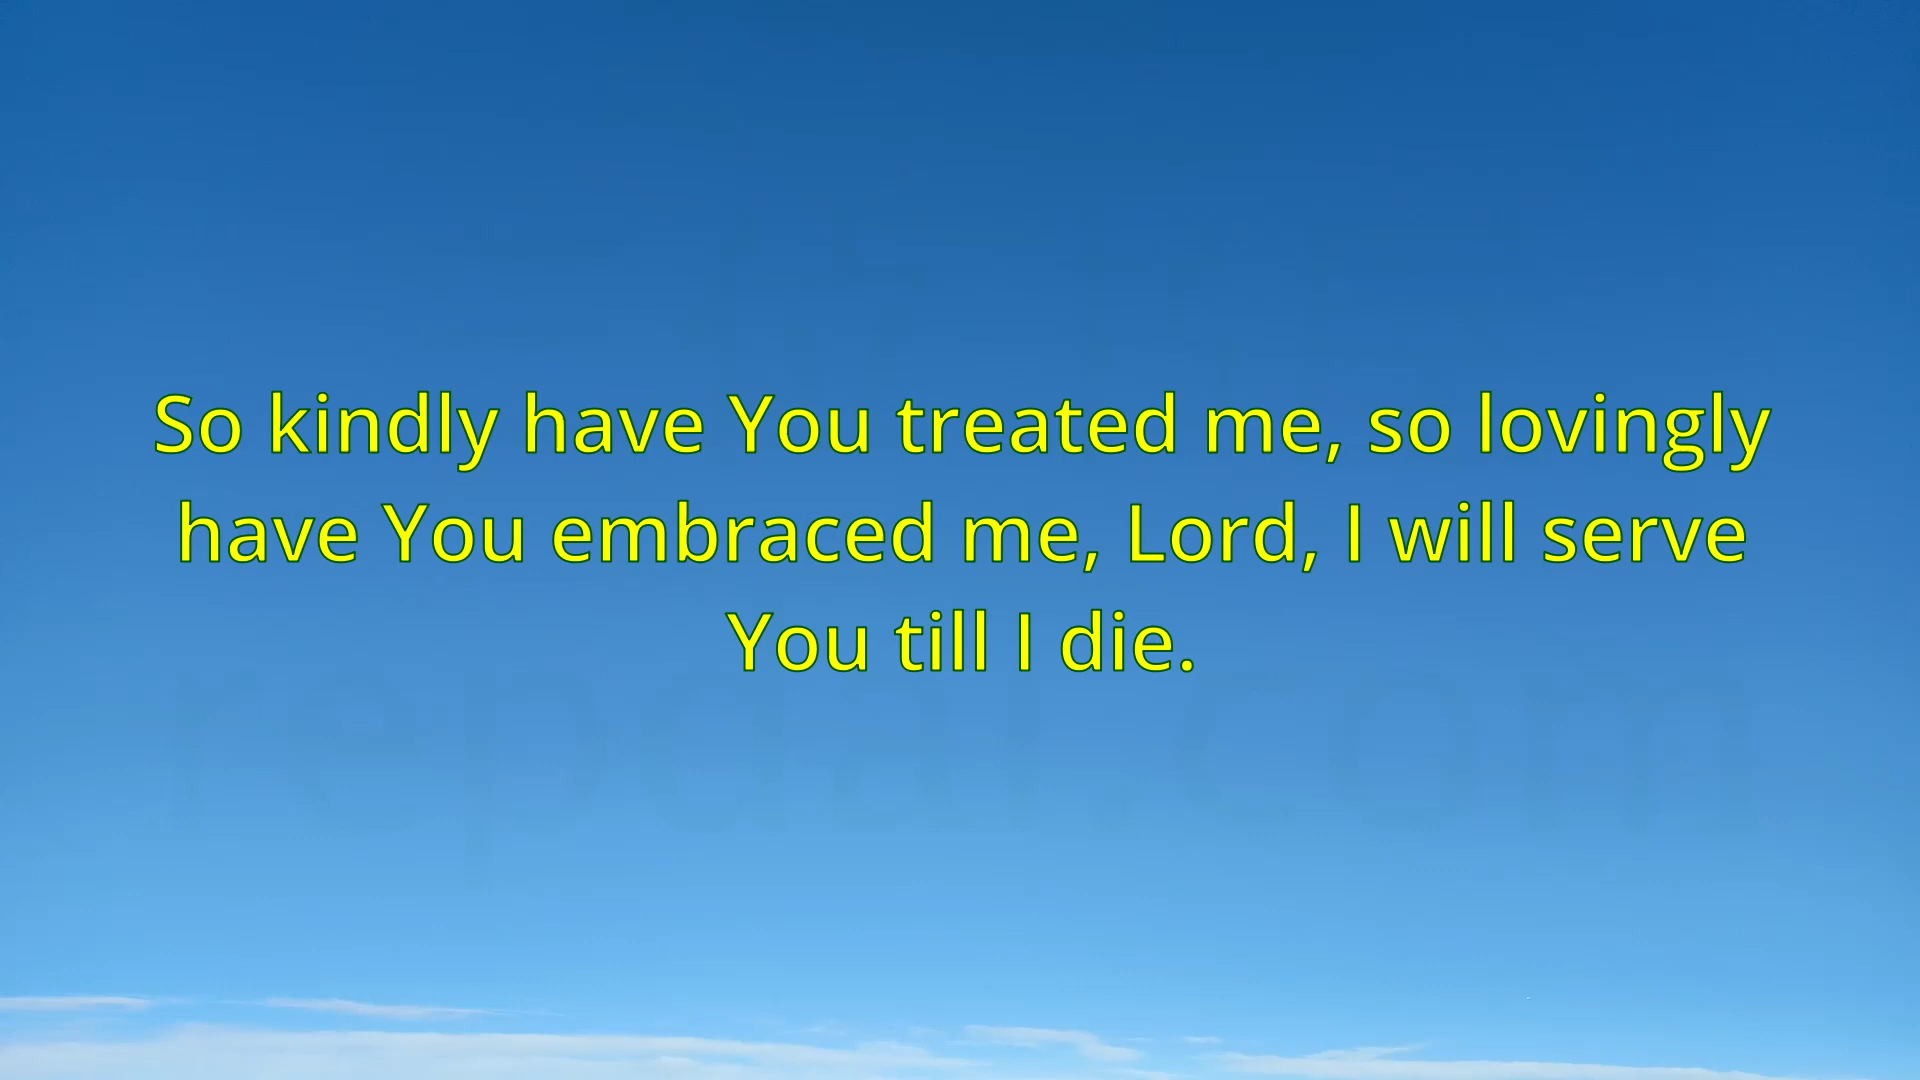 So kindly have You treated me, so lovingly
have You embraced me, Lord, I will serve
You till I die.